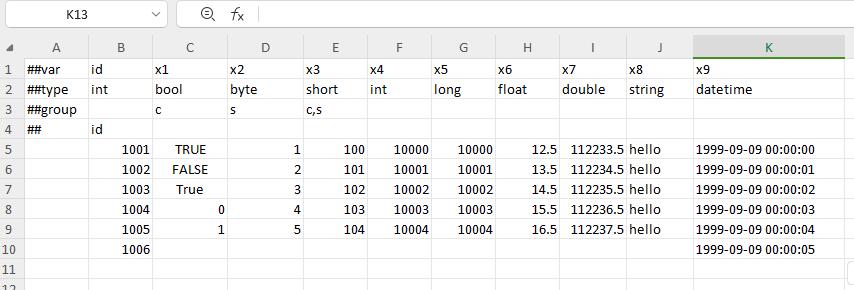 K13 fx
A B C D E F G H I J K
1 ##var id x1 x2 x3 x4 x5 x6 x7 x8 x9
2 ##type int bool byte short int long float double string datetime
3 ##group c s c,s
4 ## id
5 1001 TRUE 1 100 10000 10000 12.5 112233.5 hello 1999-09-09 00:00:00
6 1002 FALSE 2 101 10001 10001 13.5 112234.5 hello 1999-09-09 00:00:01
7 1003 True 3 102 10002 10002 14.5 112235.5 hello 1999-09-09 00:00:02
8 1004 0 4 103 10003 10003 15.5 112236.5 hello 1999-09-09 00:00:03
9 1005 1 5 104 10004 10004 16.5 112237.5 hello 1999-09-09 00:00:04
10 1006 1999-09-09 00:00:05
11
12